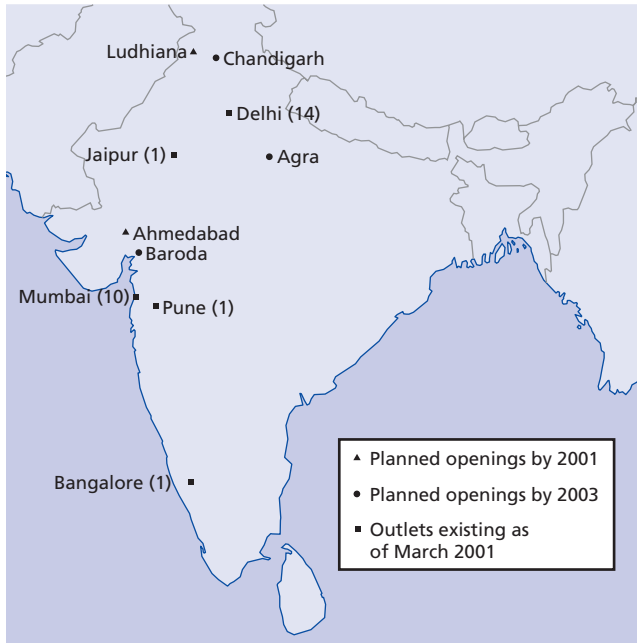 Ludhiana
Chandigarh
Delhi (14)
Jaipur (1)
Agra
Ahmedabad
Baroda
Mumbai (10)
Pune (1)
Bangalore (1)
Planned openings by 2001
Planned openings by 2003
Outlets existing as
of March 2001